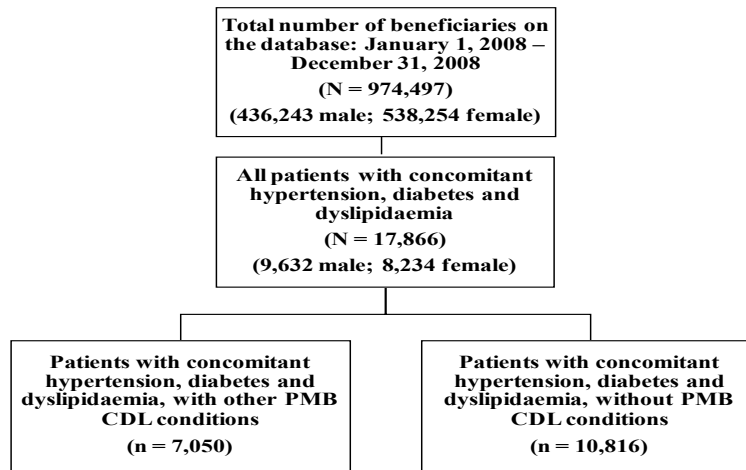 Total number of beneficiaries on
the database: January 1, 2008 –
December 31, 2008
(N = 974,497)
(436,243 male; 538,254 female)
All patients with concomitant
hypertension, diabetes and
dyslipidaemia
(N = 17,866)
(9,632 male; 8,234 female)
Patients with concomitant
hypertension, diabetes and
dyslipidaemia, with other PMB
CDL conditions
(n = 7,050)
Patients with concomitant
hypertension, diabetes and
dyslipidaemia, without PMB
CDL conditions
(n = 10,816)